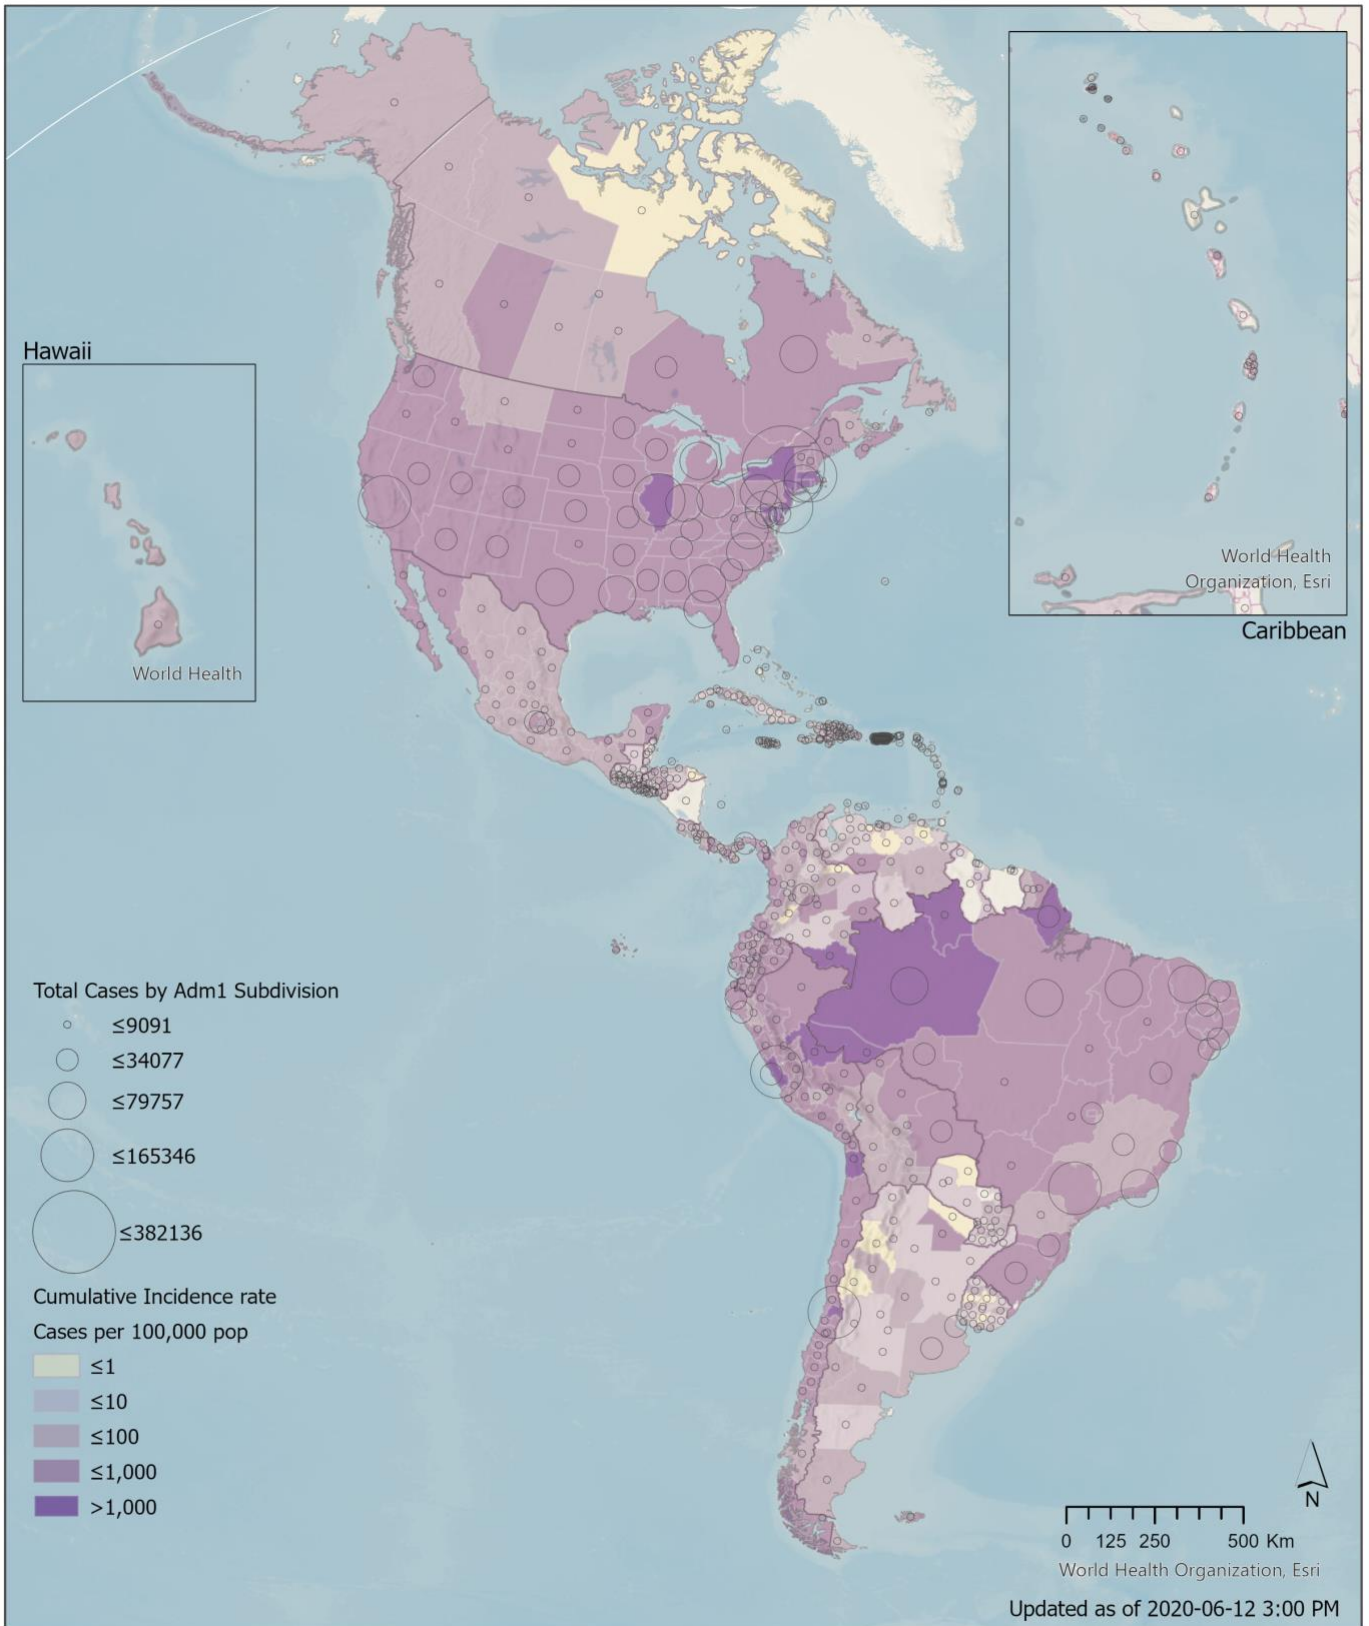 Hawaii
World Health
World Health
Organization, Esri
Caribbean
Total Cases by Adm1 Subdivision
≤9091
≤34077
≤79757
≤165346
≤382136
Cumulative Incidence rate
Cases per 100,000 pop
≤1
≤10
≤100
≤1,000
>1,000
N
0 125 250 500 Km
World Health Organization, Esri
Updated as of 2020-06-12 3:00 PM